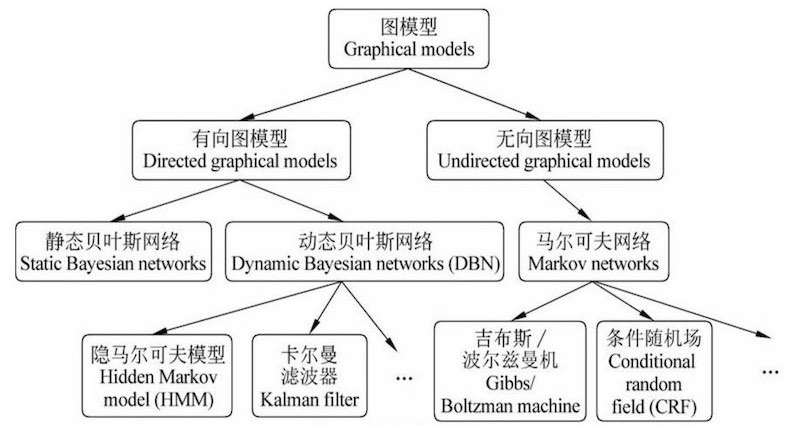 图模型
Graphical models
有向图模型
Directed graphical models
无向图模型
Undirected graphical models
静态贝叶斯网络
Static Bayesian networks
动态贝叶斯网络
Dynamic Bayesian networks (DBN)
马尔可夫网络
Markov networks
隐马尔可夫模型
Hidden Markov
model (HMM)
卡尔曼
滤波器
Kalman filter
...
吉布斯/
波尔兹曼机
Gibbs/
Boltzman machine
条件随机场
Conditional
random
field (CRF)
...